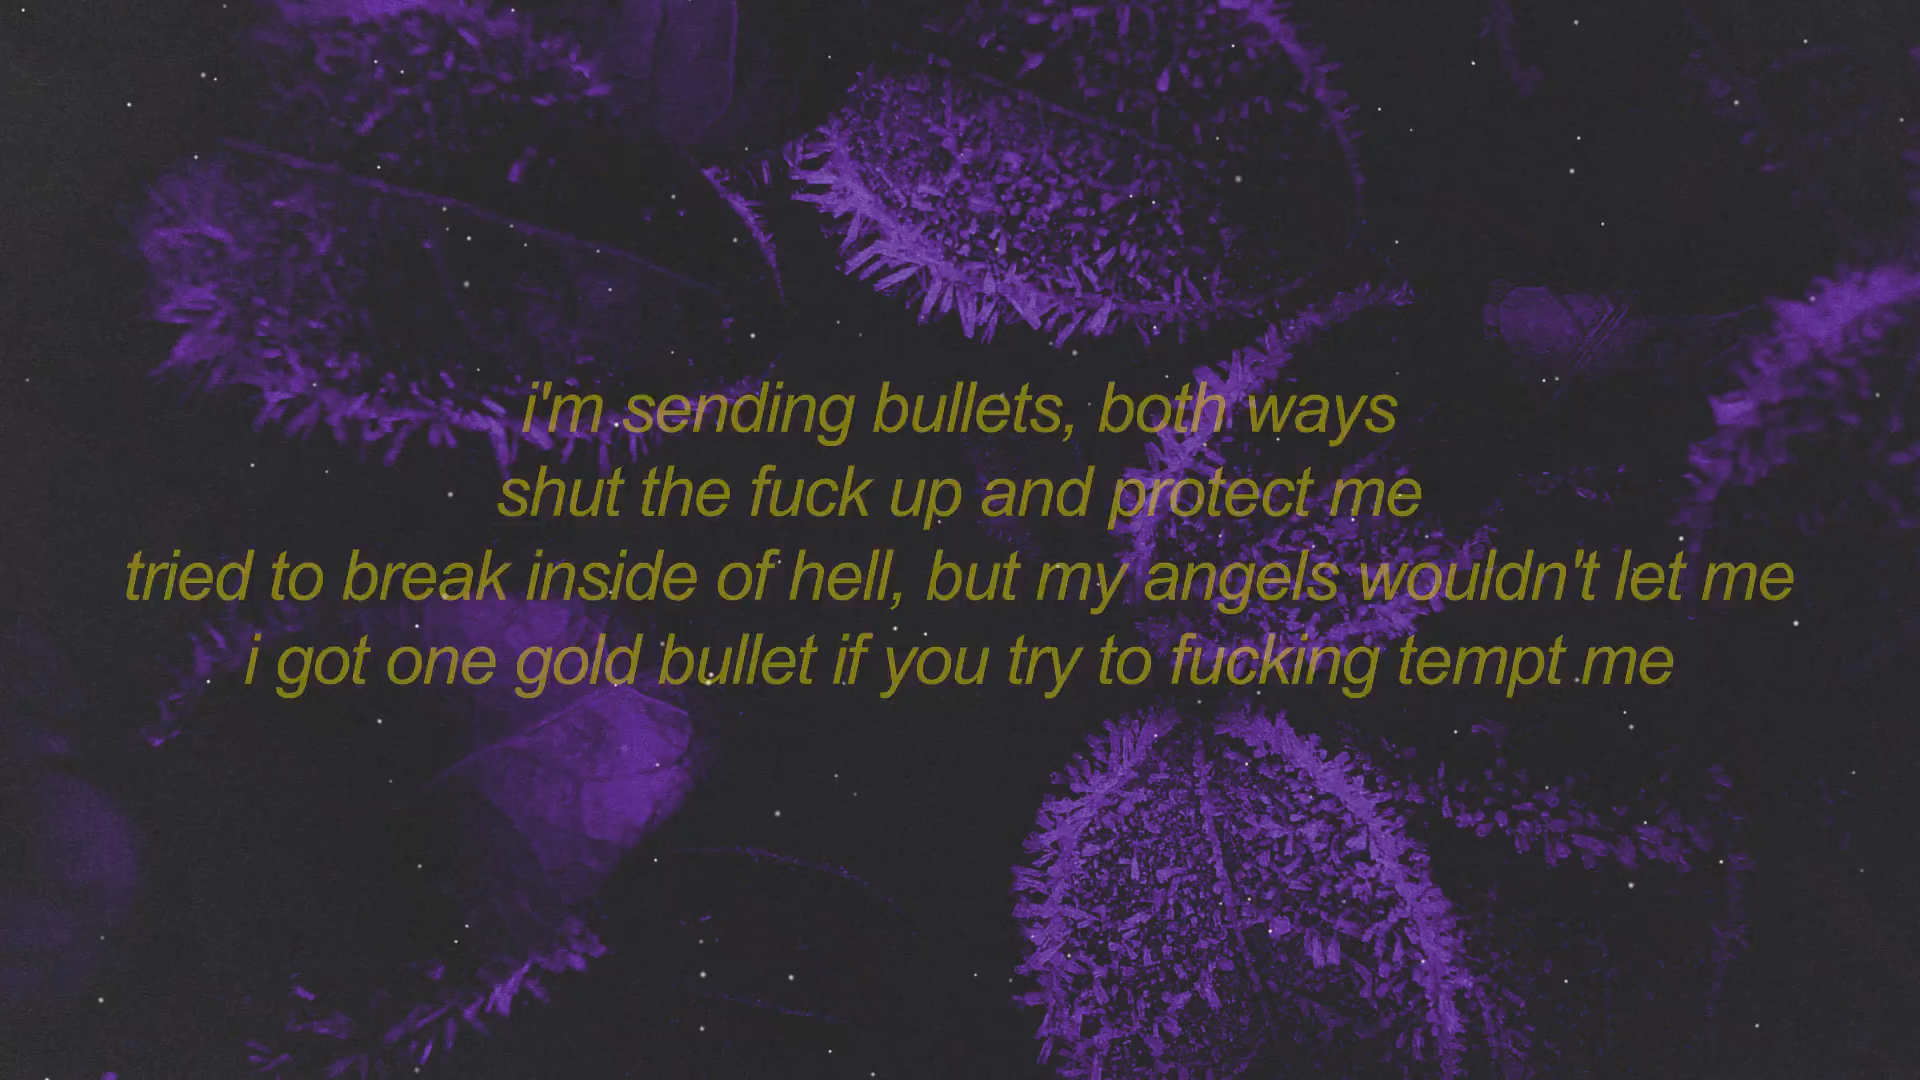 i'm sending bullets, both ways
shut the fuck up and protect me
tried to break inside of hell, but my angels wouldn't let me
i got one gold bullet if you try to fucking tempt me